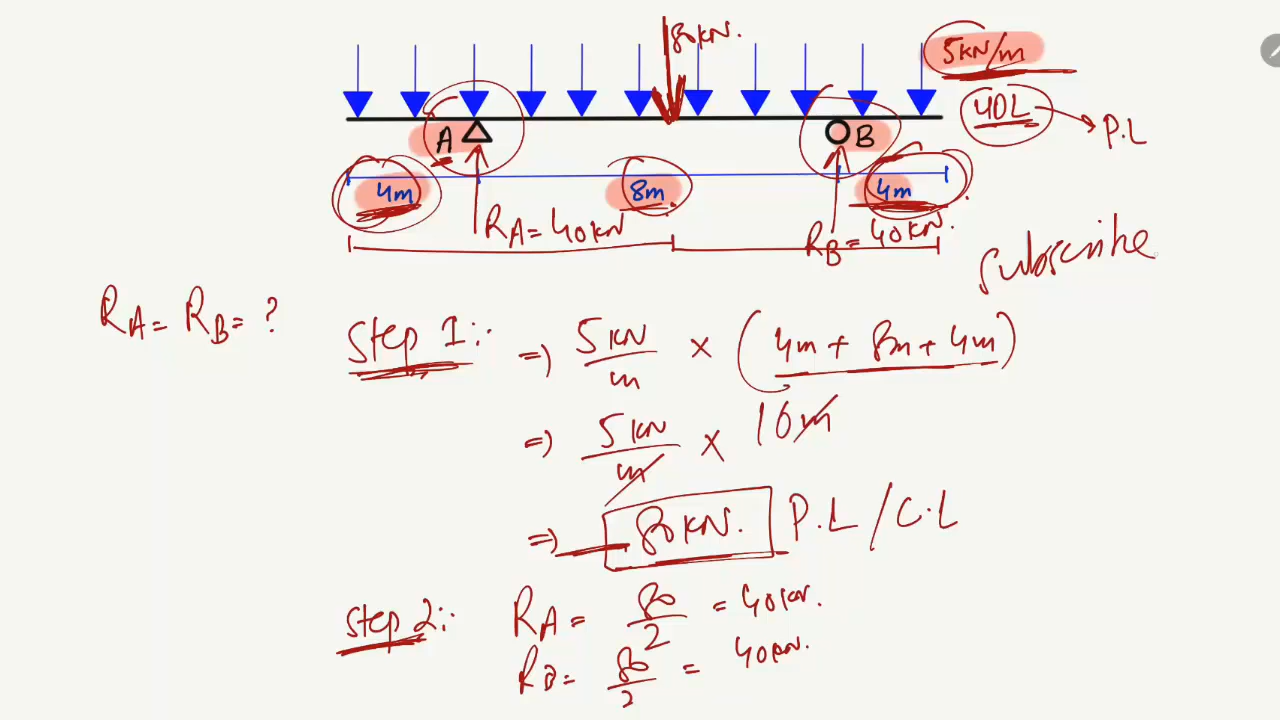 80kN.
5kN/m
UDL → P.L
A B
4m 8m 4m
RA = 40kN RB = 40kN.
subscribe
RA = RB = ?
Step 1:- => 5kN/m × (4m + 8m + 4m)
=> 5kN/m × 16m
=> 80kN. P.L / C.L
Step 2:- RA = 80/2 = 40kN.
RB = 80/2 = 40kN.